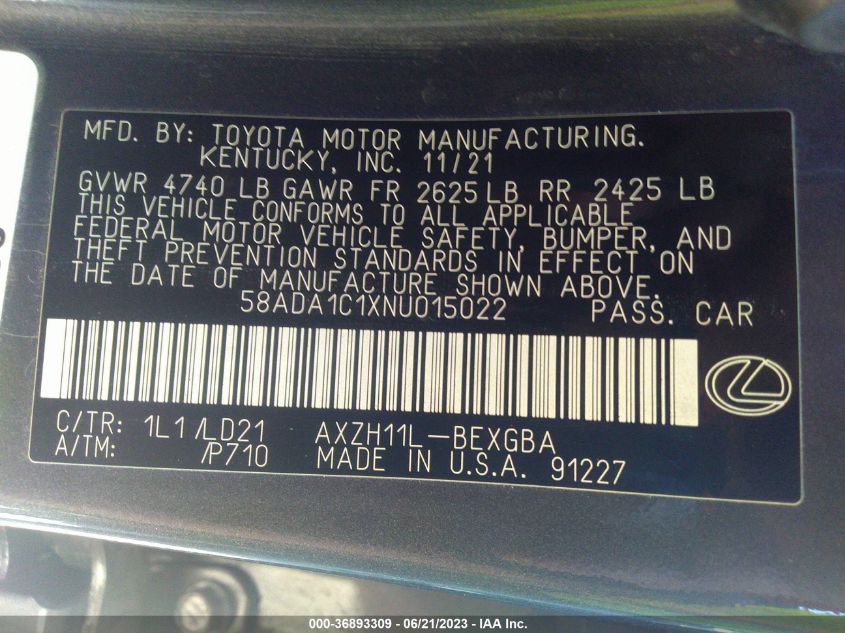 MFD. BY: TOYOTA MOTOR MANUFACTURING.
KENTUCKY, INC. 11/21
GVWR 4740 LB GAWR FR 2625 LB RR 2425 LB
THIS VEHICLE CONFORMS TO ALL APPLICABLE
FEDERAL MOTOR VEHICLE SAFETY, BUMPER, AND
THEFT PREVENTION STANDARDS IN EFFECT ON
THE DATE OF MANUFACTURE SHOWN ABOVE.
58ADA1C1XNU015022 PASS. CAR
C/TR: 1L1/LD21 AXZH11L-BEXGBA
A/TM: /P710 MADE IN U.S.A. 91227
000-36893309 / 06/21/2023 - IAA Inc.